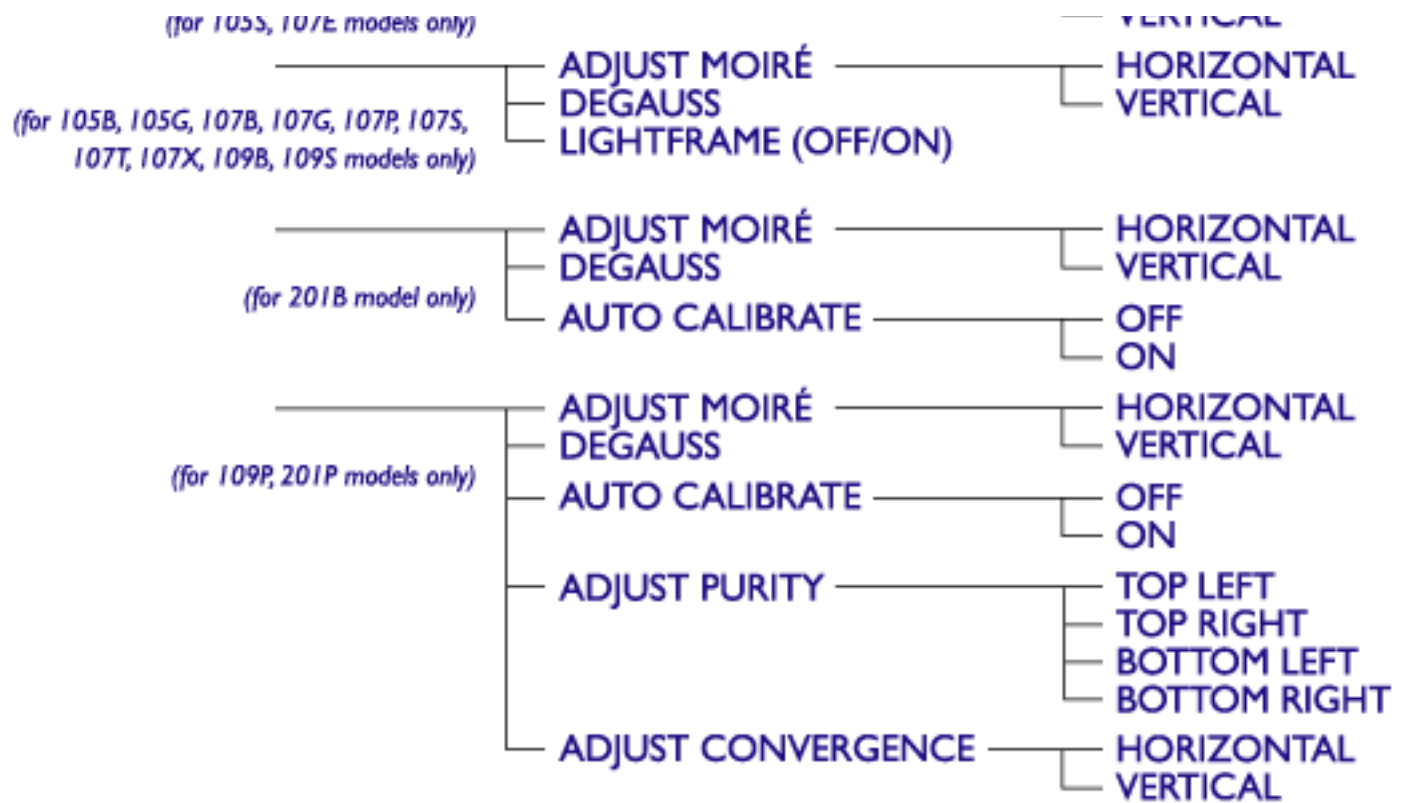 (for 105S, 107E models only) VERTICAL
ADJUST MOIRÉ HORIZONTAL
DEGAUSS VERTICAL
(for 105B, 105G, 107B, 107G, 107P, 107S,
LIGHTFRAME (OFF/ON)
107T, 107X, 109B, 109S models only)
ADJUST MOIRÉ HORIZONTAL
DEGAUSS VERTICAL
(for 201B model only)
AUTO CALIBRATE OFF
ON
ADJUST MOIRÉ HORIZONTAL
DEGAUSS VERTICAL
(for 109P, 201P models only)
AUTO CALIBRATE OFF
ON
ADJUST PURITY TOP LEFT
TOP RIGHT
BOTTOM LEFT
BOTTOM RIGHT
ADJUST CONVERGENCE HORIZONTAL
VERTICAL